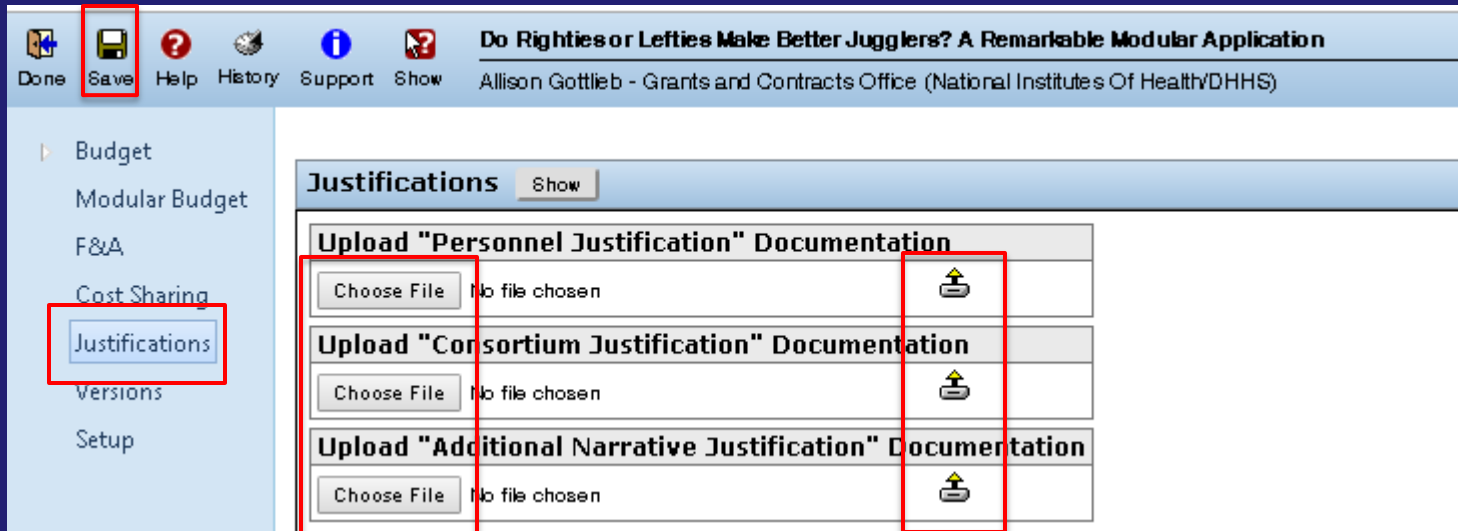 Do Righties or Lefties Make Better Jugglers? A Remarkable Modular Application
Done Save Help History Support Show
Allison Gottlieb - Grants and Contracts Office (National Institutes Of Health/DHHS)
Budget
Modular Budget
F&A
Cost Sharing
Justifications
Versions
Setup
Justifications Show
Upload "Personnel Justification" Documentation
Choose File No file chosen
Upload "Consortium Justification" Documentation
Choose File No file chosen
Upload "Additional Narrative Justification" Documentation
Choose File No file chosen